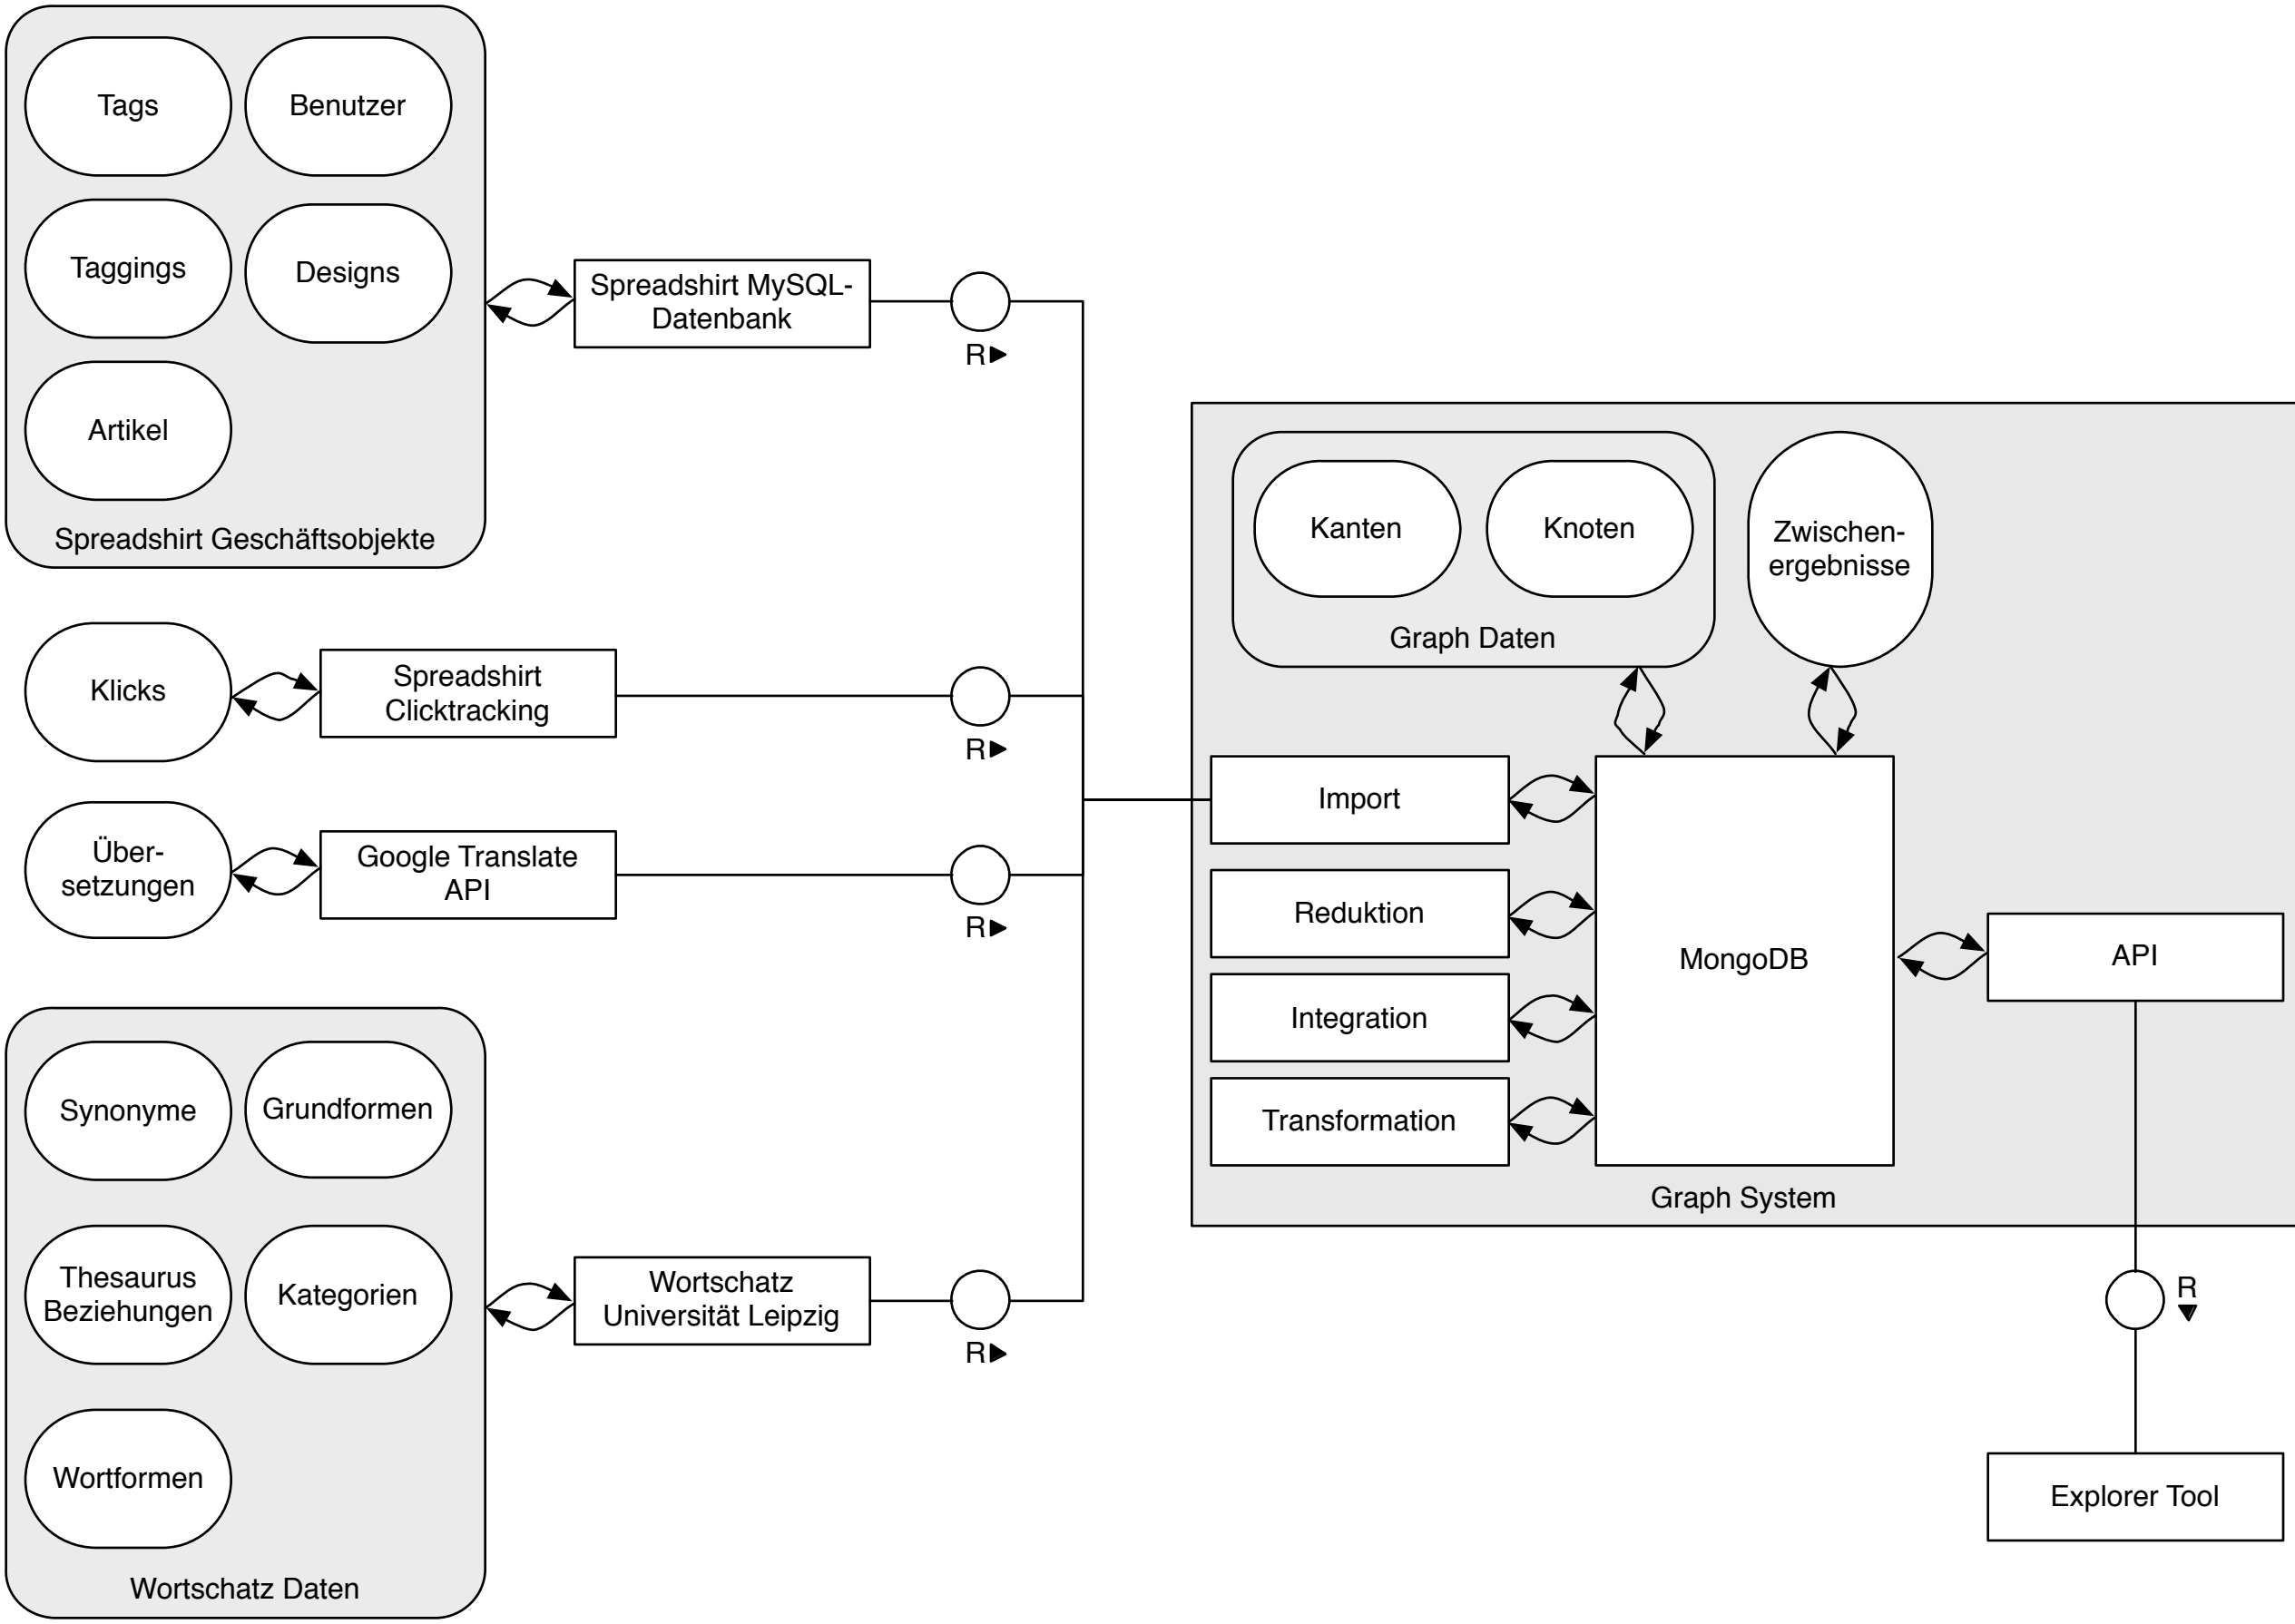 Tags
Benutzer
Taggings
Designs
Artikel
Spreadshirt Geschäftsobjekte
Spreadshirt MySQL-
Datenbank
R
Klicks
Spreadshirt
Clicktracking
R
Über-
setzungen
Google Translate
API
R
Synonyme
Grundformen
Thesaurus
Beziehungen
Kategorien
Wortformen
Wortschatz Daten
Wortschatz
Universität Leipzig
R
Kanten
Knoten
Graph Daten
Zwischen-
ergebnisse
Import
Reduktion
Integration
Transformation
MongoDB
API
Graph System
R
Explorer Tool